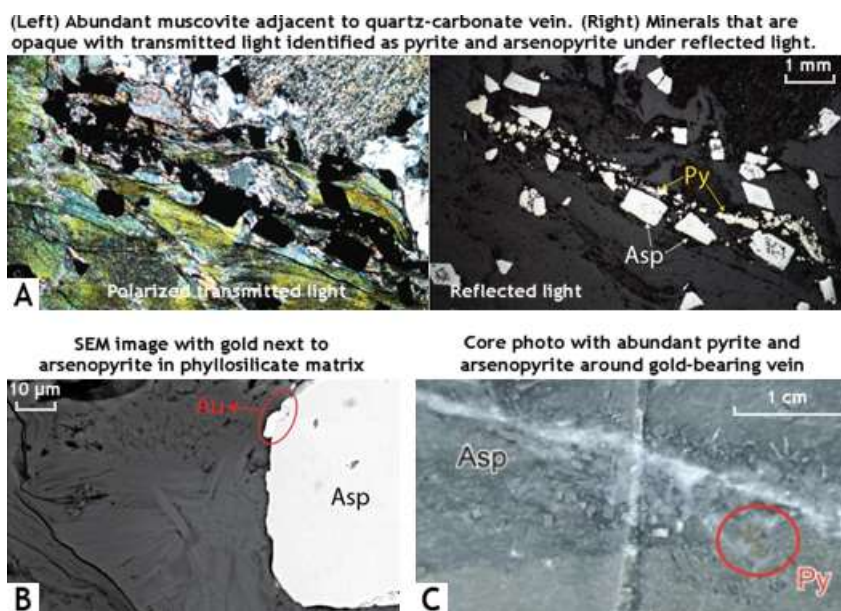 (Left) Abundant muscovite adjacent to quartz-carbonate vein. (Right) Minerals that are
opaque with transmitted light identified as pyrite and arsenopyrite under reflected light.
1 mm
Py
Asp
A
Polarized transmitted light
Reflected light
SEM image with gold next to
arsenopyrite in phyllosilicate matrix
Core photo with abundant pyrite and
arsenopyrite around gold-bearing vein
10 μm
Au
Asp
B
1 cm
Asp
Py
C